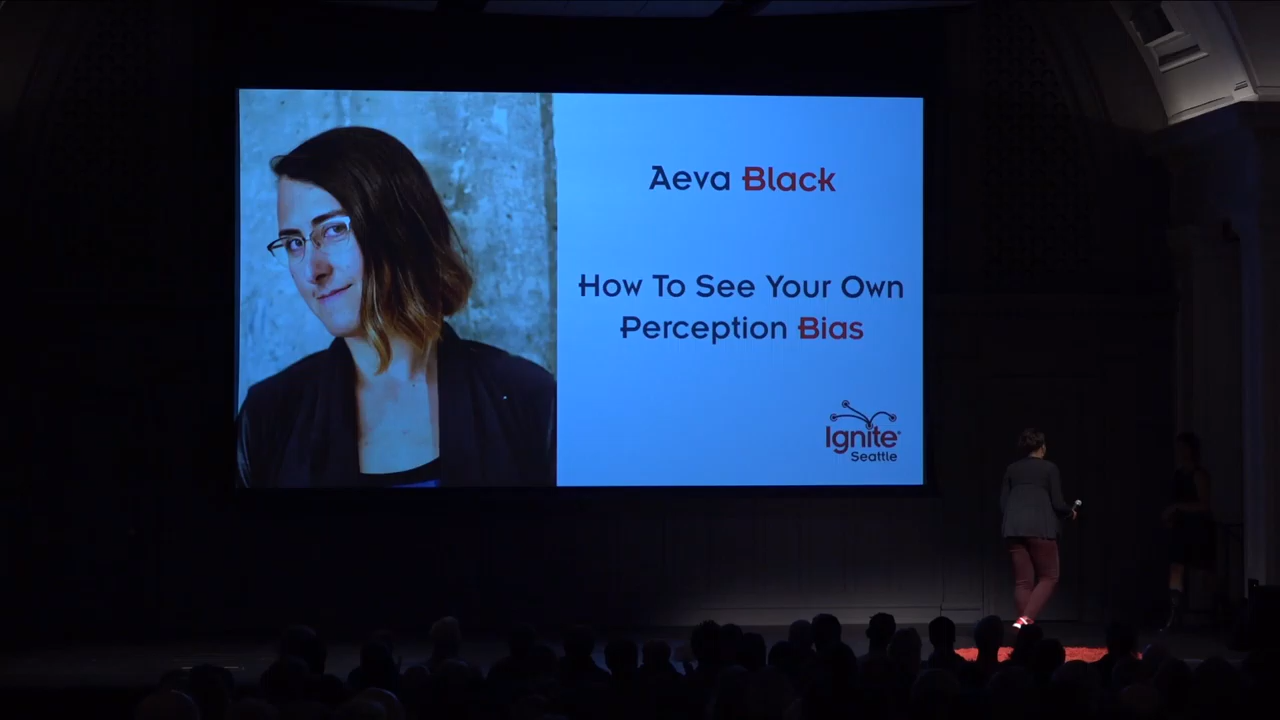 Aeva Black
How To See Your Own
Perception Bias
Ignite
Seattle